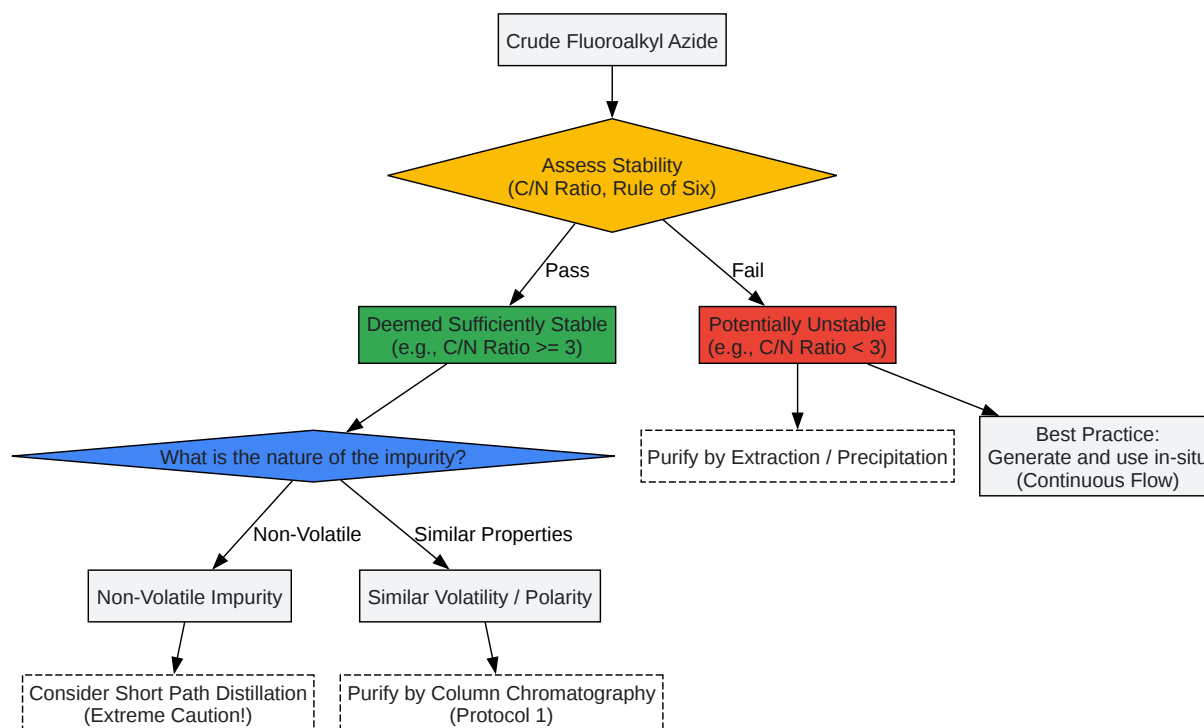 Crude Fluoroalkyl Azide
Assess Stability
(C/N Ratio, Rule of Six)
Pass
Fail
Deemed Sufficiently Stable
(e.g., C/N Ratio >= 3)
Potentially Unstable
(e.g., C/N Ratio < 3)
What is the nature of the impurity?
Purify by Extraction / Precipitation
Best Practice:
Generate and use in-situ
(Continuous Flow)
Non-Volatile
Similar Properties
Non-Volatile Impurity
Similar Volatility / Polarity
Consider Short Path Distillation
(Extreme Caution!)
Purify by Column Chromatography
(Protocol 1)